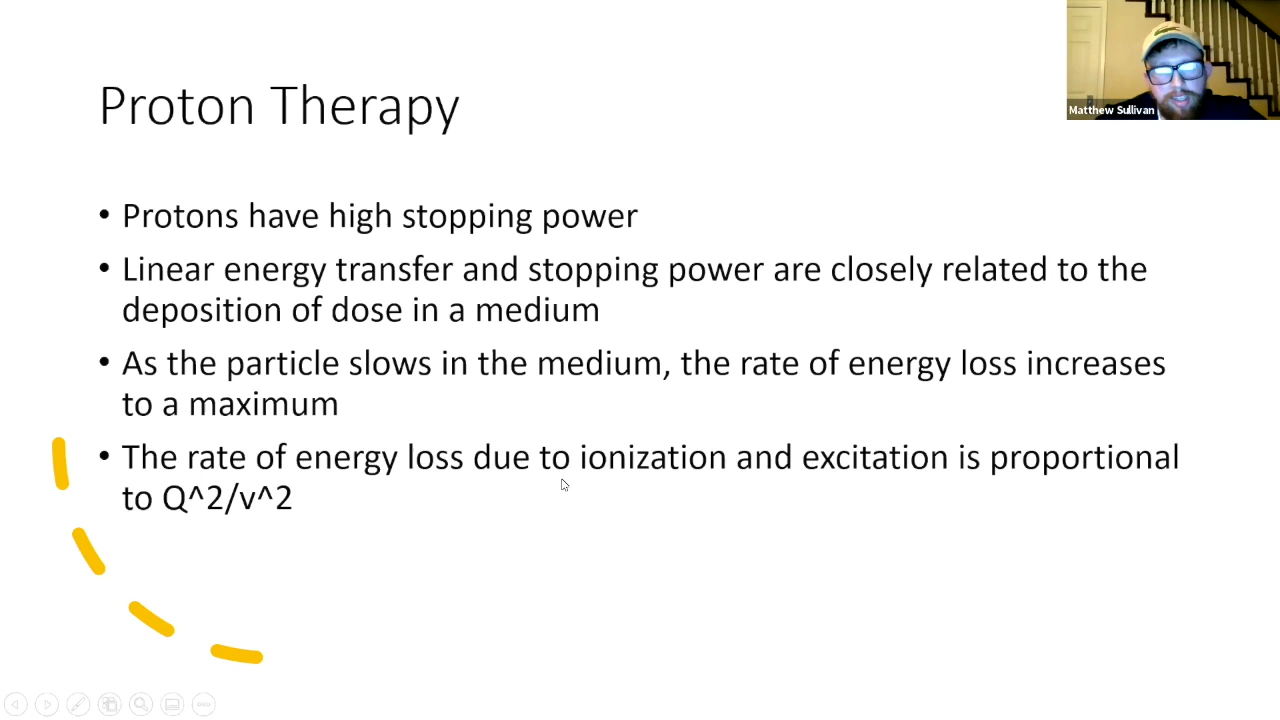 Proton Therapy
Matthew Sullivan
• Protons have high stopping power
• Linear energy transfer and stopping power are closely related to the
deposition of dose in a medium
• As the particle slows in the medium, the rate of energy loss increases
to a maximum
• The rate of energy loss due to ionization and excitation is proportional
to Q^2/v^2